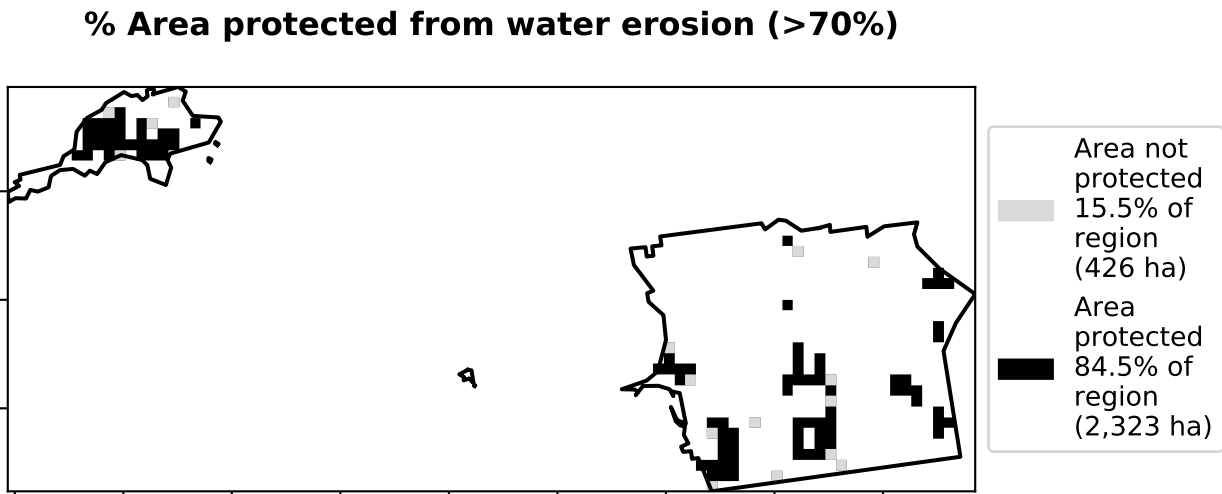 % Area protected from water erosion (>70%)
Area not
protected
15.5% of
region
(426 ha)
Area
protected
84.5% of
region
(2,323 ha)